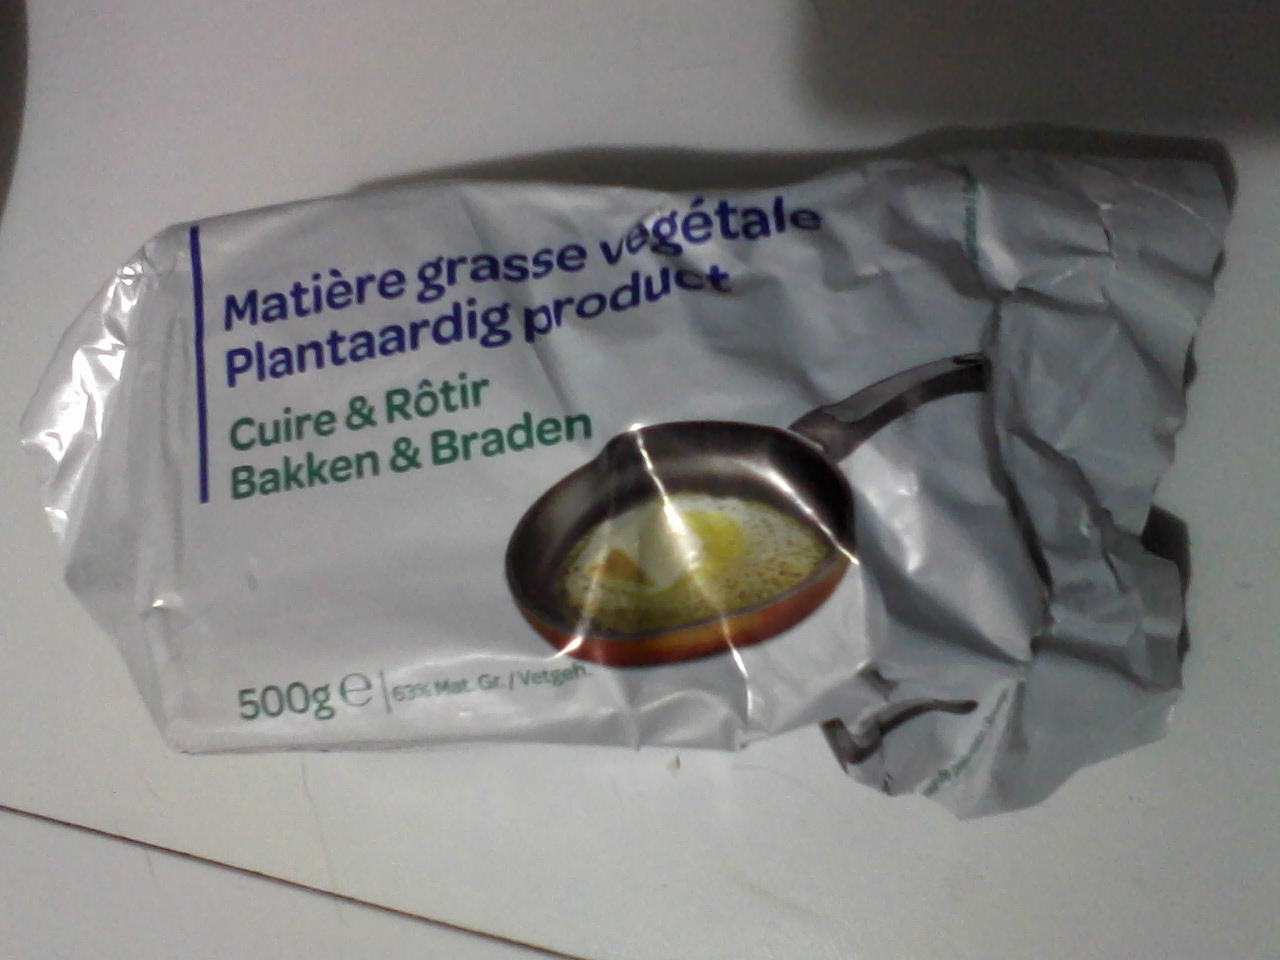 Matière grasse végétale
Plantaardig product
Cuire & Rôtir
Bakken & Braden
500g e | 63% Mat. Gr. / Vetgeh.